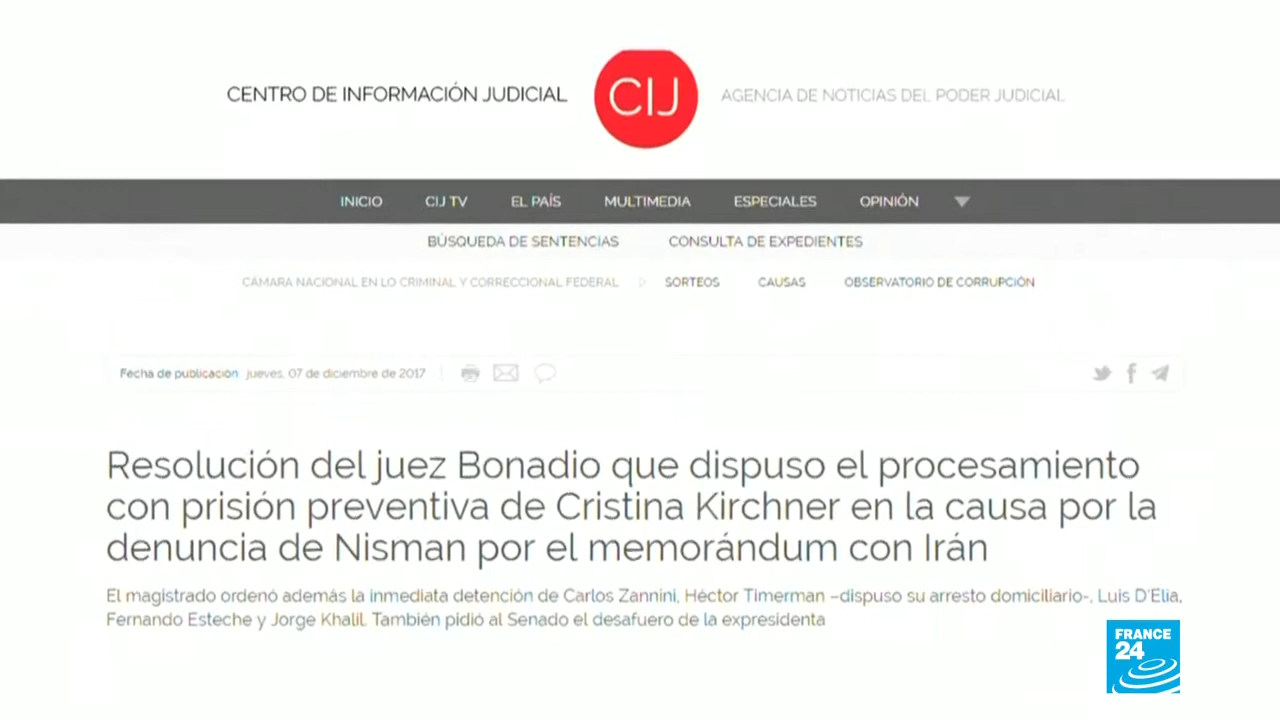 CENTRO DE INFORMACIÓN JUDICIAL
CIJ
AGENCIA DE NOTICIAS DEL PODER JUDICIAL
INICIO CIJ TV EL PAÍS MULTIMEDIA ESPECIALES OPINIÓN
BÚSQUEDA DE SENTENCIAS CONSULTA DE EXPEDIENTES
CÁMARA NACIONAL EN LO CRIMINAL Y CORRECCIONAL FEDERAL SORTEOS CAUSAS OBSERVATORIO DE CORRUPCIÓN
Fecha de publicación: jueves, 07 de diciembre de 2017
Resolución del juez Bonadio que dispuso el procesamiento
con prisión preventiva de Cristina Kirchner en la causa por la
denuncia de Nisman por el memorándum con Irán
El magistrado ordenó además la inmediata detención de Carlos Zannini, Héctor Timerman –dispuso su arresto domiciliario-, Luis D'Elia,
Fernando Esteche y Jorge Khalil. También pidió al Senado el desafuero de la expresidenta
FRANCE
24